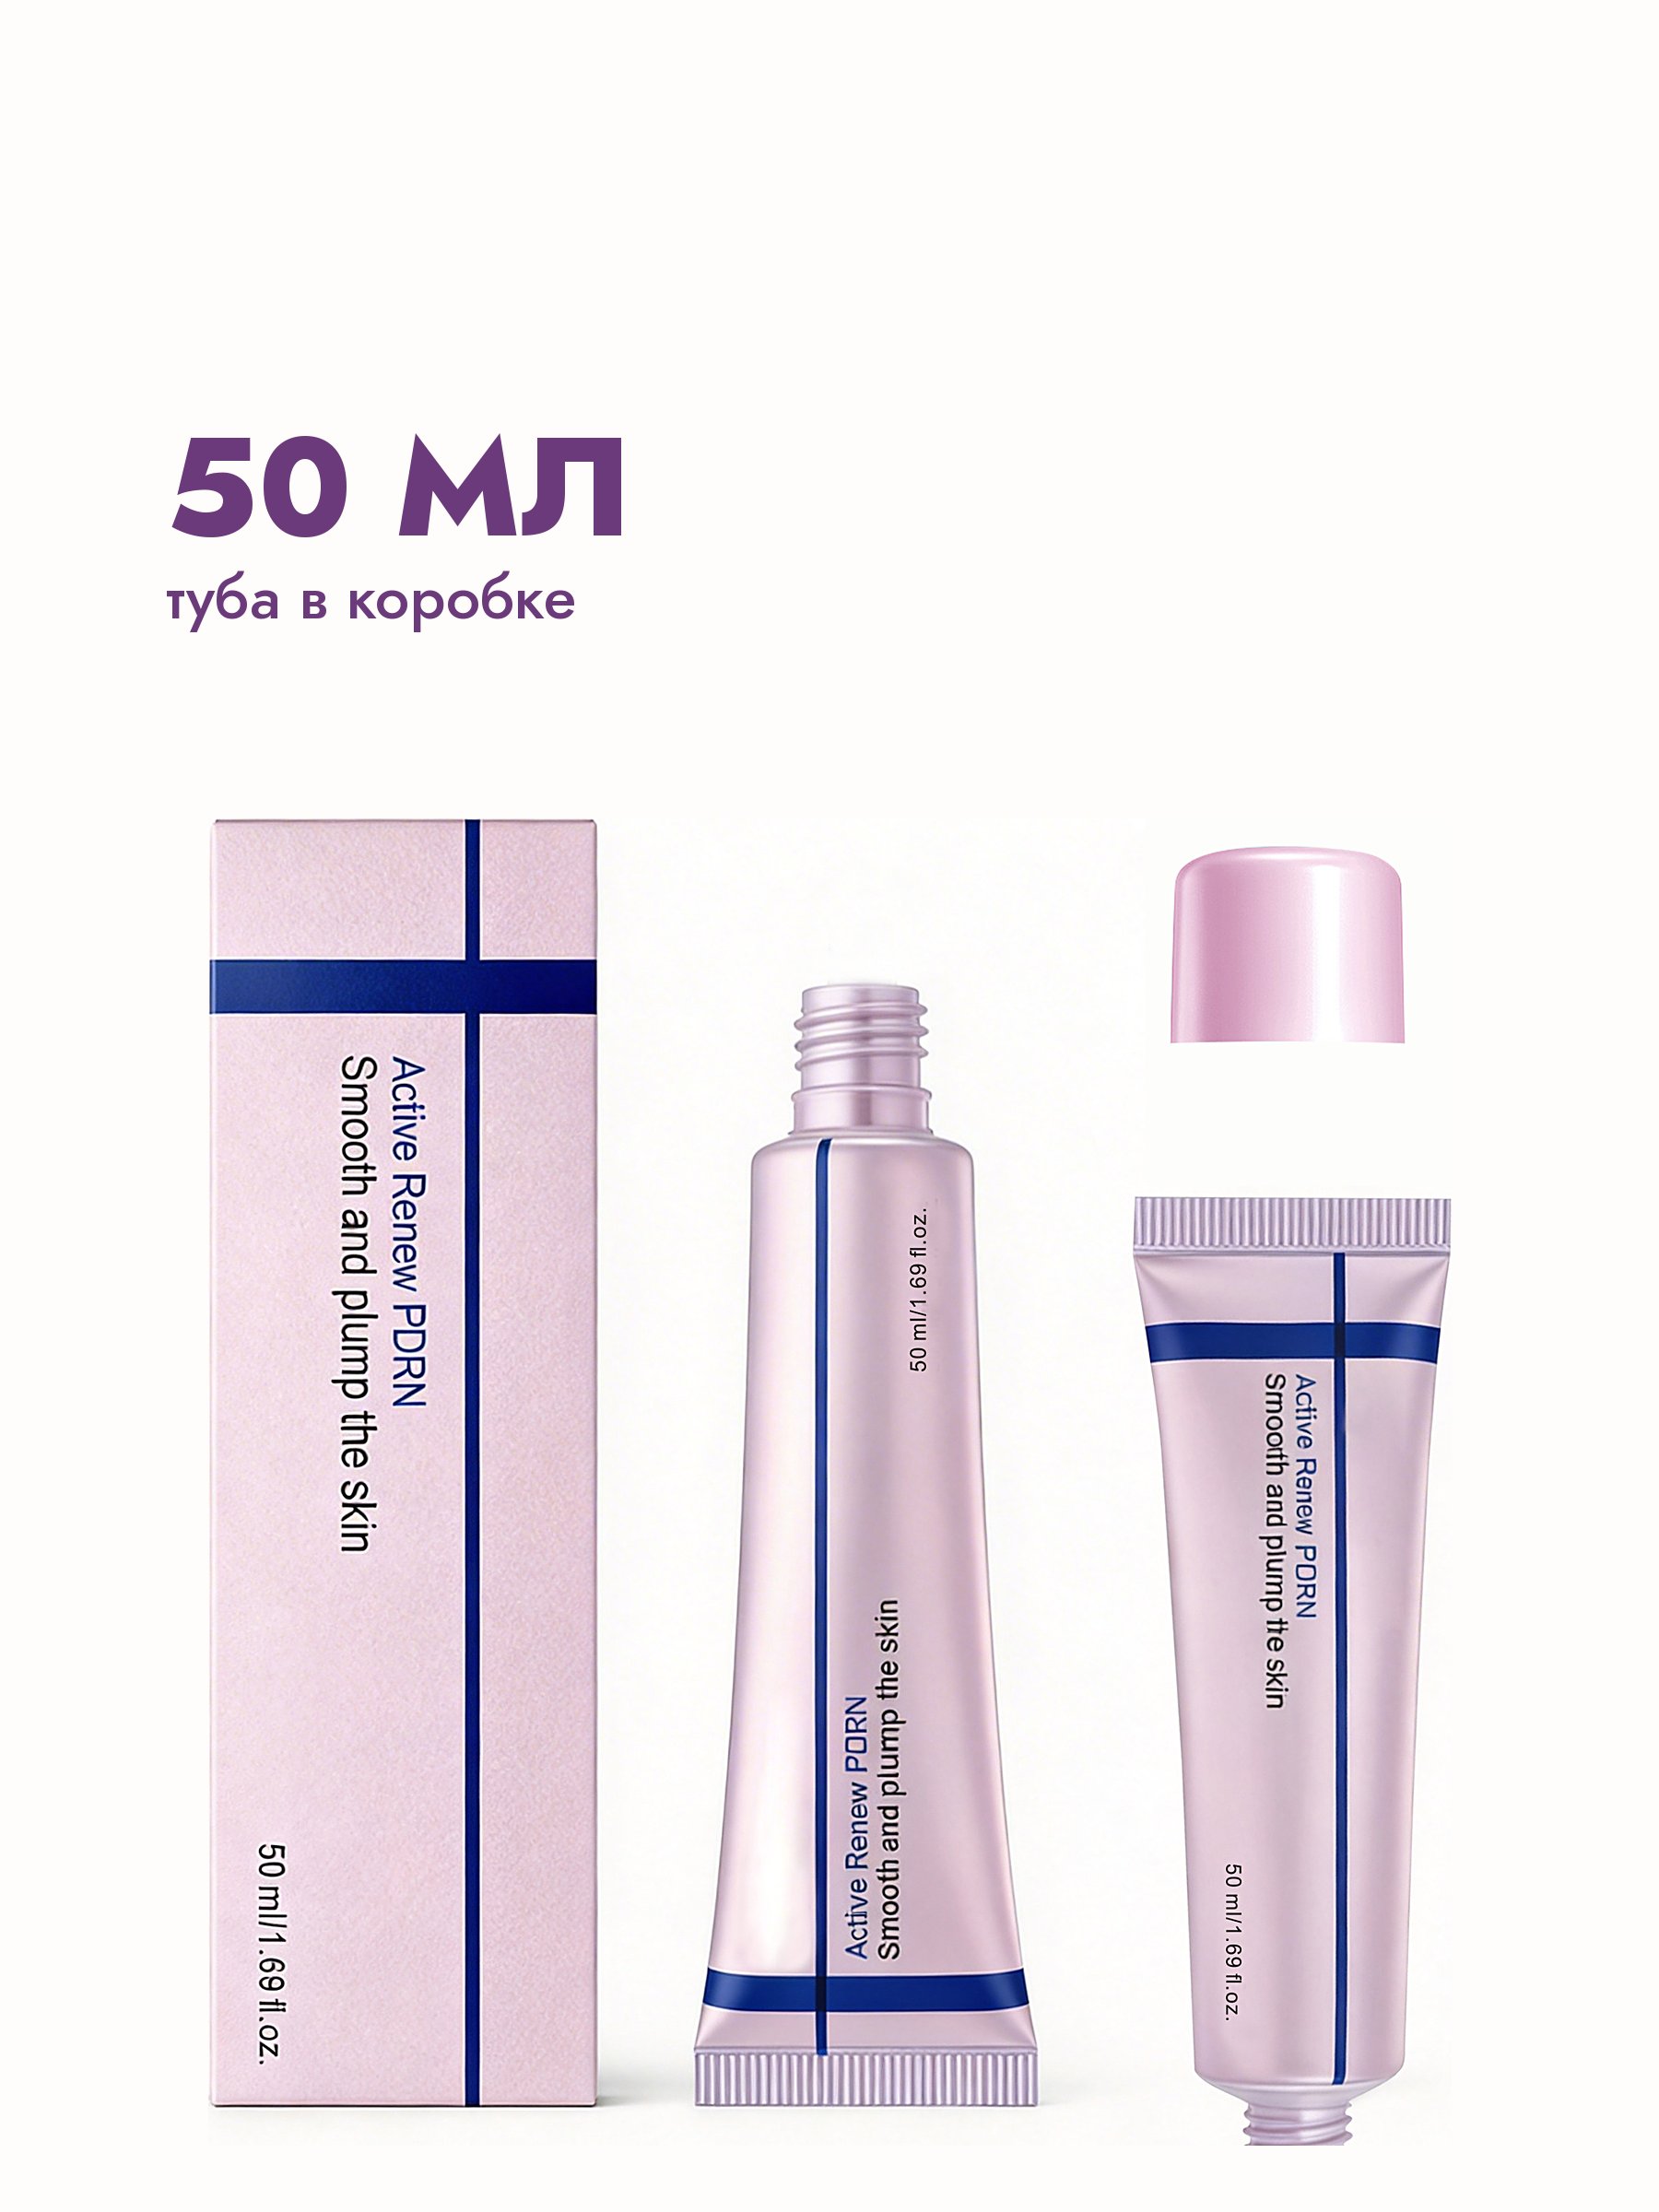 50 МЛ
туба в коробке
Active Renew PDRN
Smooth and plump the skin
50 ml/1.69 fl.oz.
50 ml/1.69 fl.oz.
Active Renew PDRN
Smooth and plump the skin
Active Renew PDRN
Smooth and plump the skin
50 ml/1.69 fl.oz.